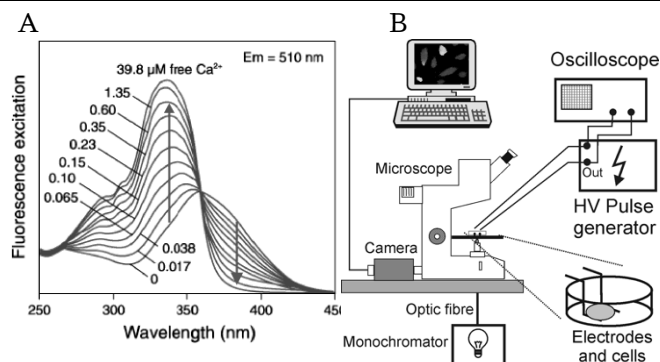 A
Em = 510 nm
39.8 µM free Ca²⁺
1.35
0.60
0.35
0.23
0.15
0.10
0.065
0.038
0.017
0
Fluorescence excitation
250
300
350
400
450
Wavelength (nm)
B
Oscilloscope
Microscope
Out
HV Pulse
generator
Camera
Optic fibre
Monochromator
Electrodes
and cells